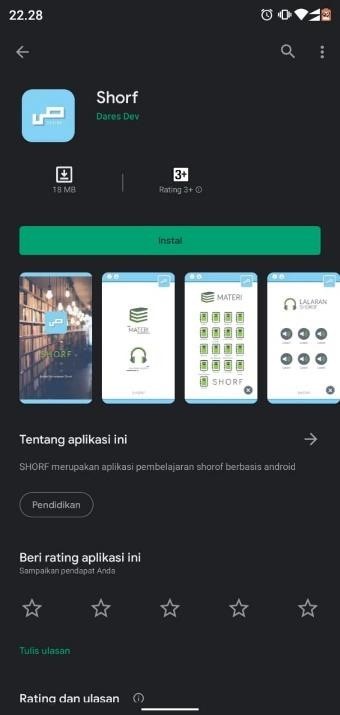 22.28
Shorf
Dares Dev
18 MB
3+
Rating 3+
Instal
SHORF
MATERI
MATERI
SHORF
LALARAN
SHOROF
Tentang aplikasi ini
SHORF merupakan aplikasi pembelajaran shorof berbasis android
Pendidikan
Beri rating aplikasi ini
Sampaikan pendapat Anda
Tulis ulasan
Rating dan ulasan